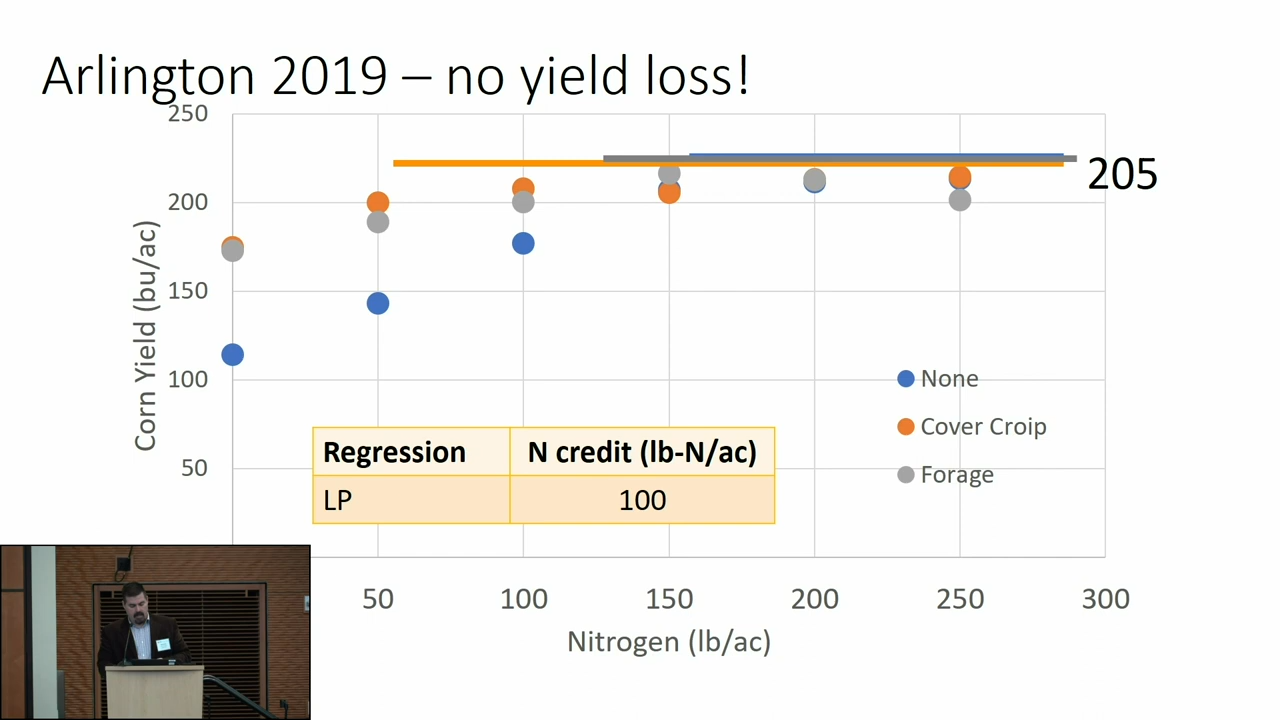 Arlington 2019 – no yield loss!
250
200
150
100
50
Corn Yield (bu/ac)
205
None
Cover Croip
Forage
Regression N credit (lb-N/ac)
LP 100
50 100 150 200 250 300
Nitrogen (lb/ac)